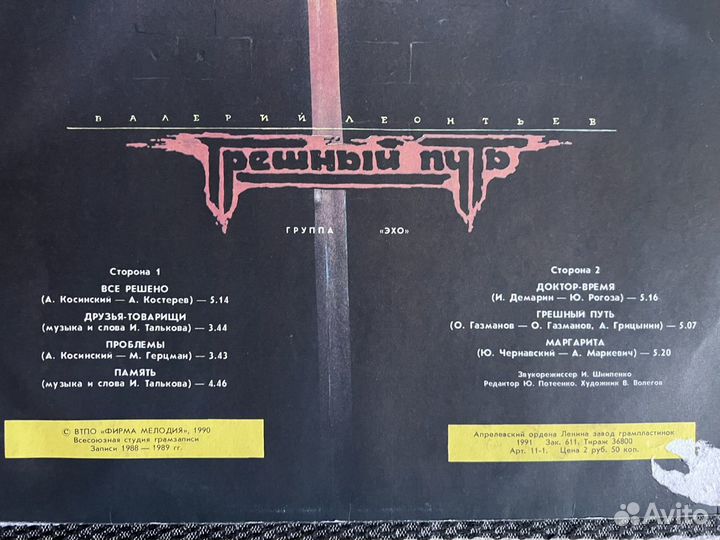 ВАЛЕРИЙ ЛЕОНТЬЕВ
Грешный путь
ГРУППА «ЭХО»
Сторона 1
ВСЕ РЕШЕНО
(А. Косинский — А. Костерев) — 5.14
ДРУЗЬЯ-ТОВАРИЩИ
(музыка и слова И. Талькова) — 3.44
ПРОБЛЕМЫ
(А. Косинский — М. Герцман) — 3.43
ПАМЯТЬ
(музыка и слова И. Талькова) — 4.46
© ВТПО «ФИРМА МЕЛОДИЯ», 1990
Всесоюзная студия грамзаписи
Записи 1988 — 1989 гг.
Сторона 2
ДОКТОР-ВРЕМЯ
(И. Демарин — Ю. Рогоза) — 5.16
ГРЕШНЫЙ ПУТЬ
(О. Газманов — О. Газманов, А. Грицынин) — 5.07
МАРГАРИТА
(Ю. Чернавский — А. Маркевич) — 5.20
Звукорежиссер И. Шнипенко
Редактор Ю. Потеенко. Художник В. Волегов
Апрелевский ордена Ленина завод грампластинок
1991. Зак. 611. Тираж 36800
Арт. 11-1. Цена 2 руб. 50 коп.
Avito